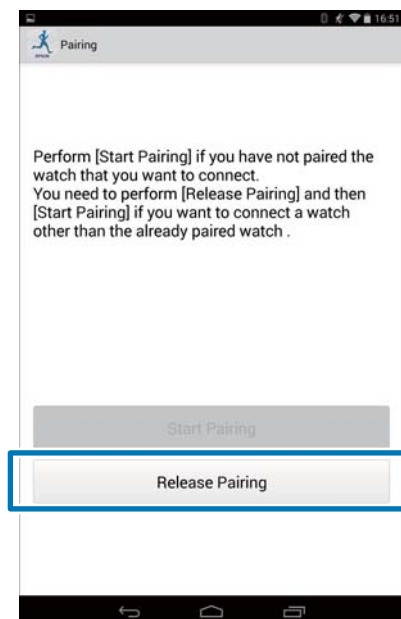 16:51
EPSON
Pairing
Perform [Start Pairing] if you have not paired the
watch that you want to connect.
You need to perform [Release Pairing] and then
[Start Pairing] if you want to connect a watch
other than the already paired watch .
Start Pairing
Release Pairing